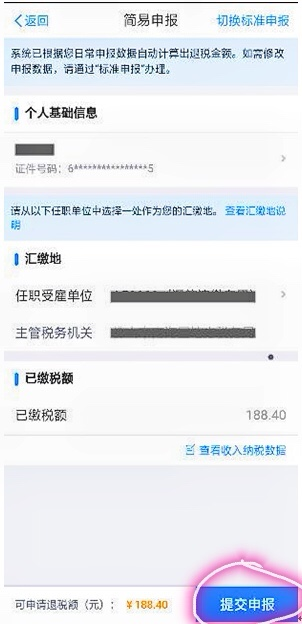 返回 简易申报 切换标准申报
系统已根据您日常申报数据自动计算出退税金额。如需修
改申报数据，请通过“标准申报”办理。
个人基础信息
证件号码：6****************5
请从以下任职单位中选择一处作为您的汇缴地。 查看汇缴地说
明
汇缴地
任职受雇单位
主管税务机关
已缴税额
已缴税额 188.40
查看收入纳税数据
可申请退税额（元）： ¥188.40 提交申报